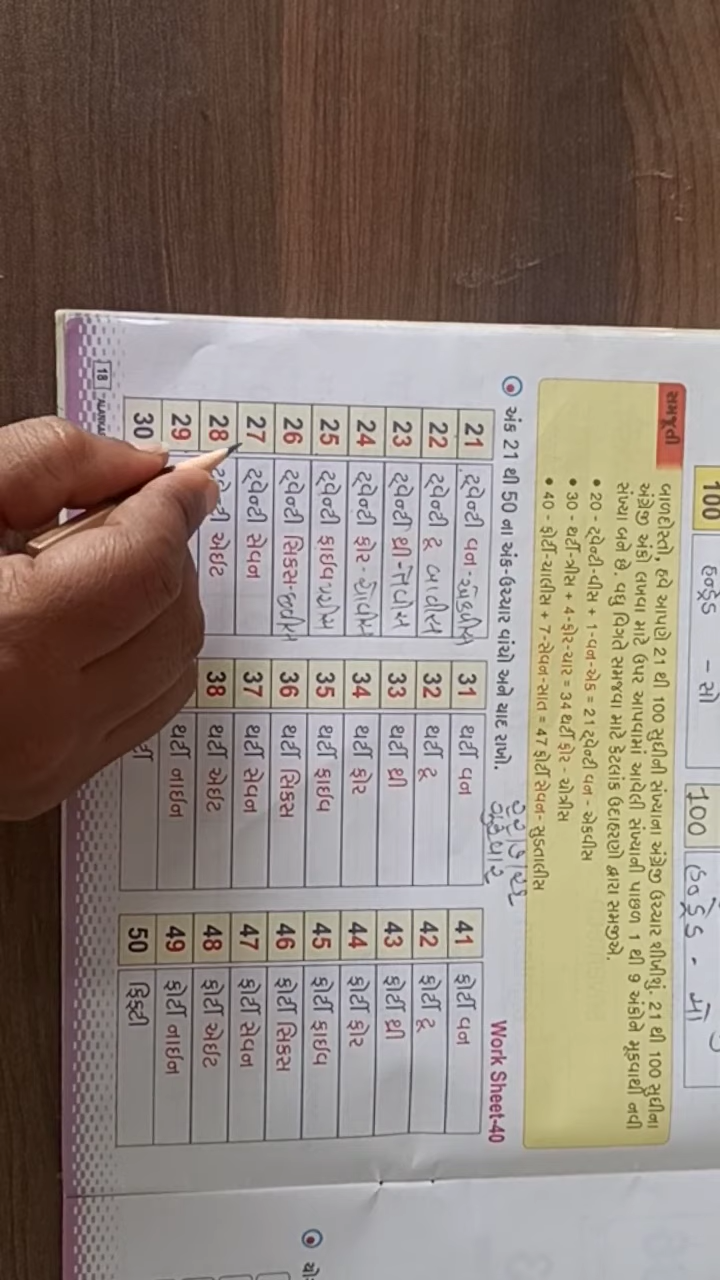 100 હન્ડ્રેડ - સો 100 હન્ડ્રેડ - સો
સમજૂતી
બાળદોસ્તો, હવે આપણે 21 થી 100 સુધીની સંખ્યાના અંગ્રેજી ઉચ્ચાર શીખીશું. 21 થી 100 સુધીના
અંગ્રેજી અંકો લખવા માટે ઉપર આપવામાં આવેલી સંખ્યાની પાછળ 1 થી 9 અંકોને મૂકવાથી નવી
સંખ્યા બને છે. વધુ વિગતે સમજવા માટે કેટલાંક ઉદાહરણો દ્વારા સમજીએ.
• 20 - ટ્વેન્ટી-વીસ + 1-વન-એક = 21 ટ્વેન્ટી વન - એકવીસ
• 30 - થર્ટી-ત્રીસ + 4-ફોર-ચાર = 34 થર્ટી ફોર - ચોત્રીસ
• 40 - ફોર્ટી-ચાલીસ + 7-સેવન-સાત = 47 ફોર્ટી સેવન- સુડતાલીસ
Work Sheet-40
અંક 21 થી 50 ના અંક-ઉચ્ચાર વાંચો અને યાદ રાખો.
21 ટ્વેન્ટી વન-એકવીસ 31 થર્ટી વન 41 ફોર્ટી વન
22 ટ્વેન્ટી ટૂ બાવીસ 32 થર્ટી ટૂ 42 ફોર્ટી ટૂ
23 ટ્વેન્ટી થ્રી-તેવીસ 33 થર્ટી થ્રી 43 ફોર્ટી થ્રી
24 ટ્વેન્ટી ફોર-ચોવીસ 34 થર્ટી ફોર 44 ફોર્ટી ફોર
25 ટ્વેન્ટી ફાઇવ પચીસ 35 થર્ટી ફાઇવ 45 ફોર્ટી ફાઇવ
26 ટ્વેન્ટી સિક્સ-છવીસ 36 થર્ટી સિક્સ 46 ફોર્ટી સિક્સ
27 ટ્વેન્ટી સેવન 37 થર્ટી સેવન 47 ફોર્ટી સેવન
28 એઇટ 38 થર્ટી એઇટ 48 ફોર્ટી એઇટ
29 થર્ટી નાઇન 49 ફોર્ટી નાઇન
30 50 ફિફ્ટી
18